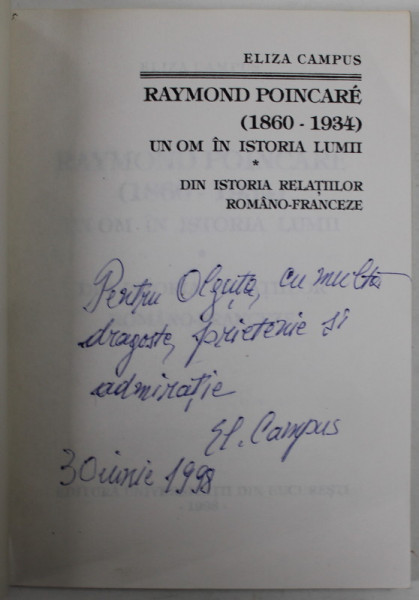 ELIZA CAMPUS
RAYMOND POINCARÉ
(1860 - 1934)
UN OM ÎN ISTORIA LUMII
*
DIN ISTORIA RELAȚIILOR
ROMÂNO-FRANCEZE
Pentru Olguța, cu multă
dragoste, prietenie și
admirație
El. Campus
30 iunie 1998